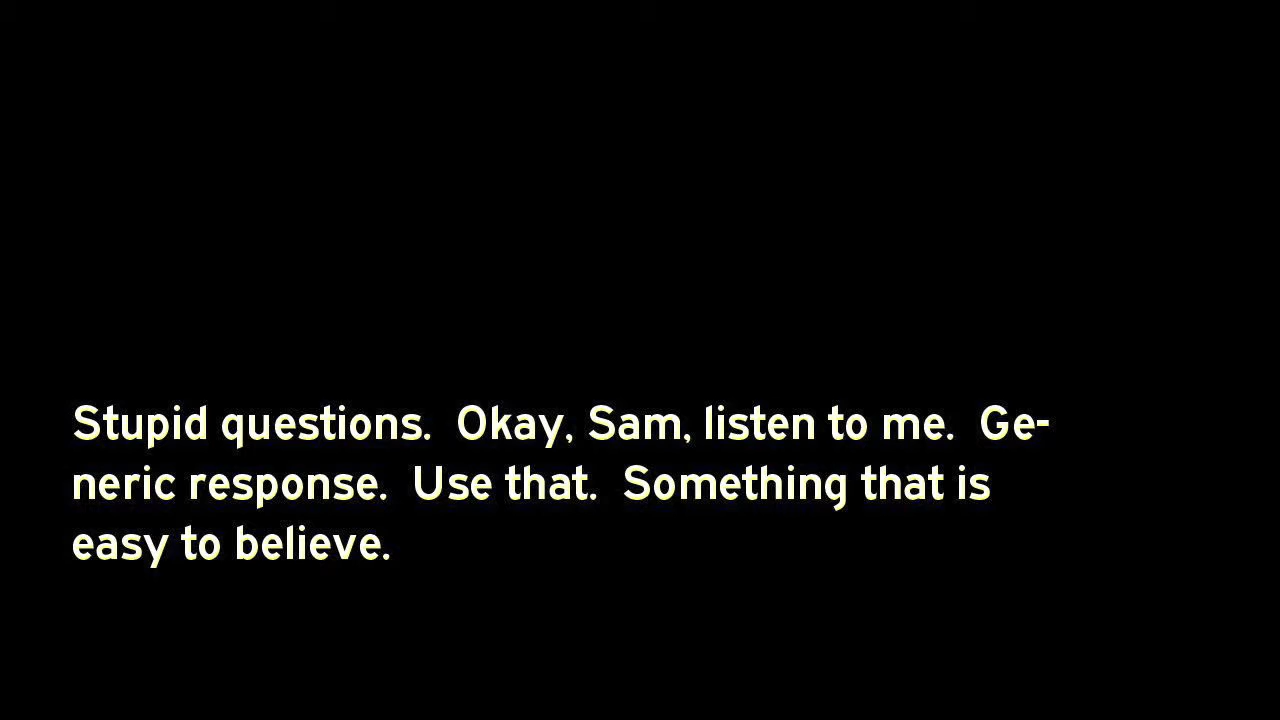 Stupid questions.  Okay, Sam, listen to me.  Ge-
neric response.  Use that.  Something that is
easy to believe.